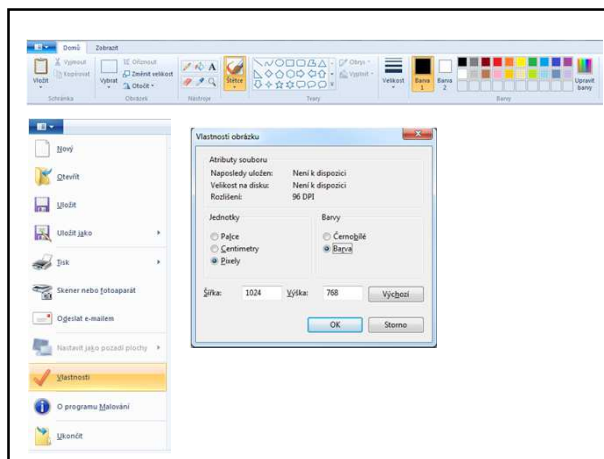 Domů Zobrazit
Vložit
Vyjmout
Kopírovat
Schránka
Vybrat
Oříznout
Změnit velikost
Otočit
Obrázek
Nástroje
Štětce
Obrys
Výplně
Tvary
Velikost
Barva 1
Barva 2
Upravit barvy
Barvy
Nový
Otevřít
Uložit
Uložit jako
Tisk
Skener nebo fotoaparát
Odeslat e-mailem
Nastavit jako pozadí plochy
Vlastnosti
O programu Malování
Ukončit
Vlastnosti obrázku
Atributy souboru
Naposledy uložen: Není k dispozici
Velikost na disku: Není k dispozici
Rozlišení: 96 DPI
Jednotky
Palce
Centimetry
Pixely
Barvy
Černobílé
Barva
Šířka: 1024 Výška: 768 Výchozí
OK Storno